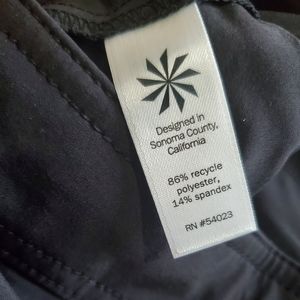 Designed in
Sonoma County,
California
86% recycle
polyester,
14% spandex
RN #54023